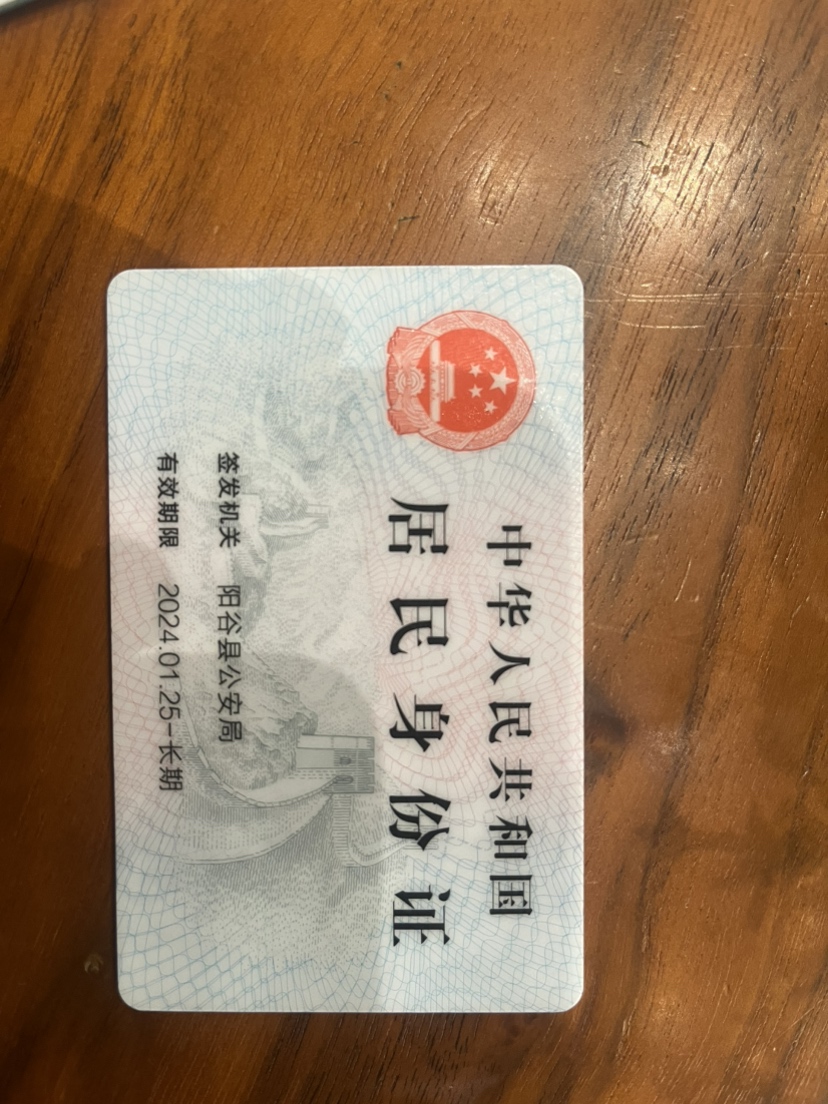 中华人民共和国
居民身份证
签发机关 阳谷县公安局
有效期限 2024.01.25-长期